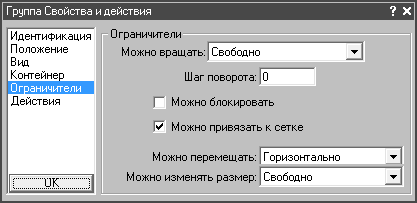 Группа Свойства и действия
Идентификация
Положение
Вид
Контейнер
Ограничители
Действия
OK
Ограничители
Можно вращать: Свободно
Шаг поворота: 0
Можно блокировать
Можно привязать к сетке
Можно перемещать: Горизонтально
Можно изменять размер: Свободно